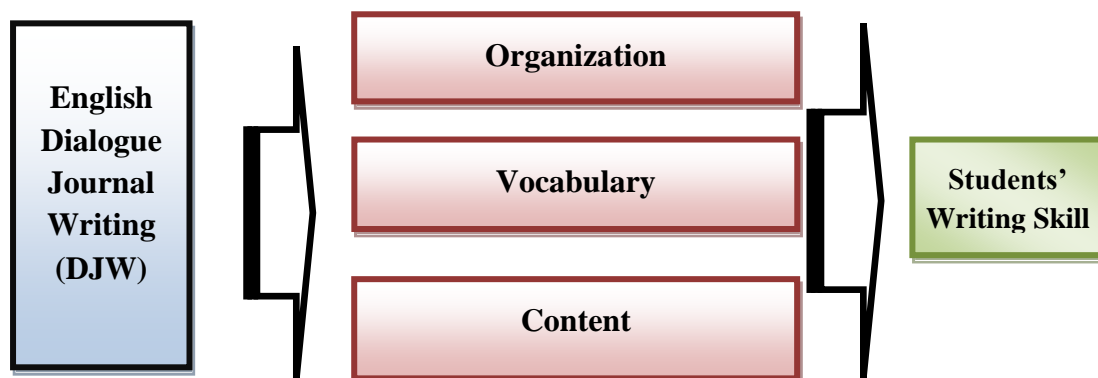 English
Dialogue
Journal
Writing
(DJW)
Organization
Vocabulary
Content
Students’
Writing Skill